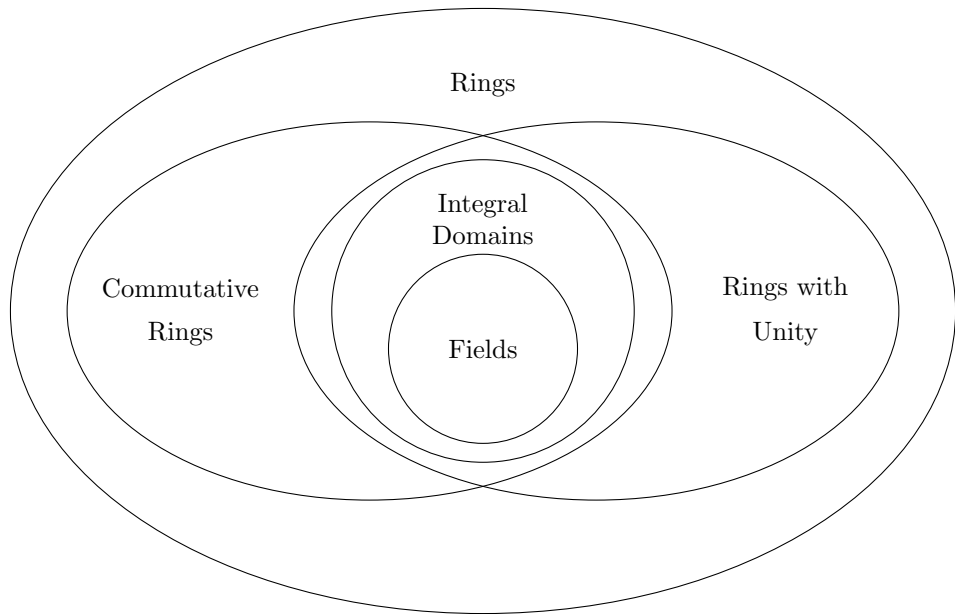 Rings
Integral
Domains
Commutative
Rings
Rings with
Unity
Fields